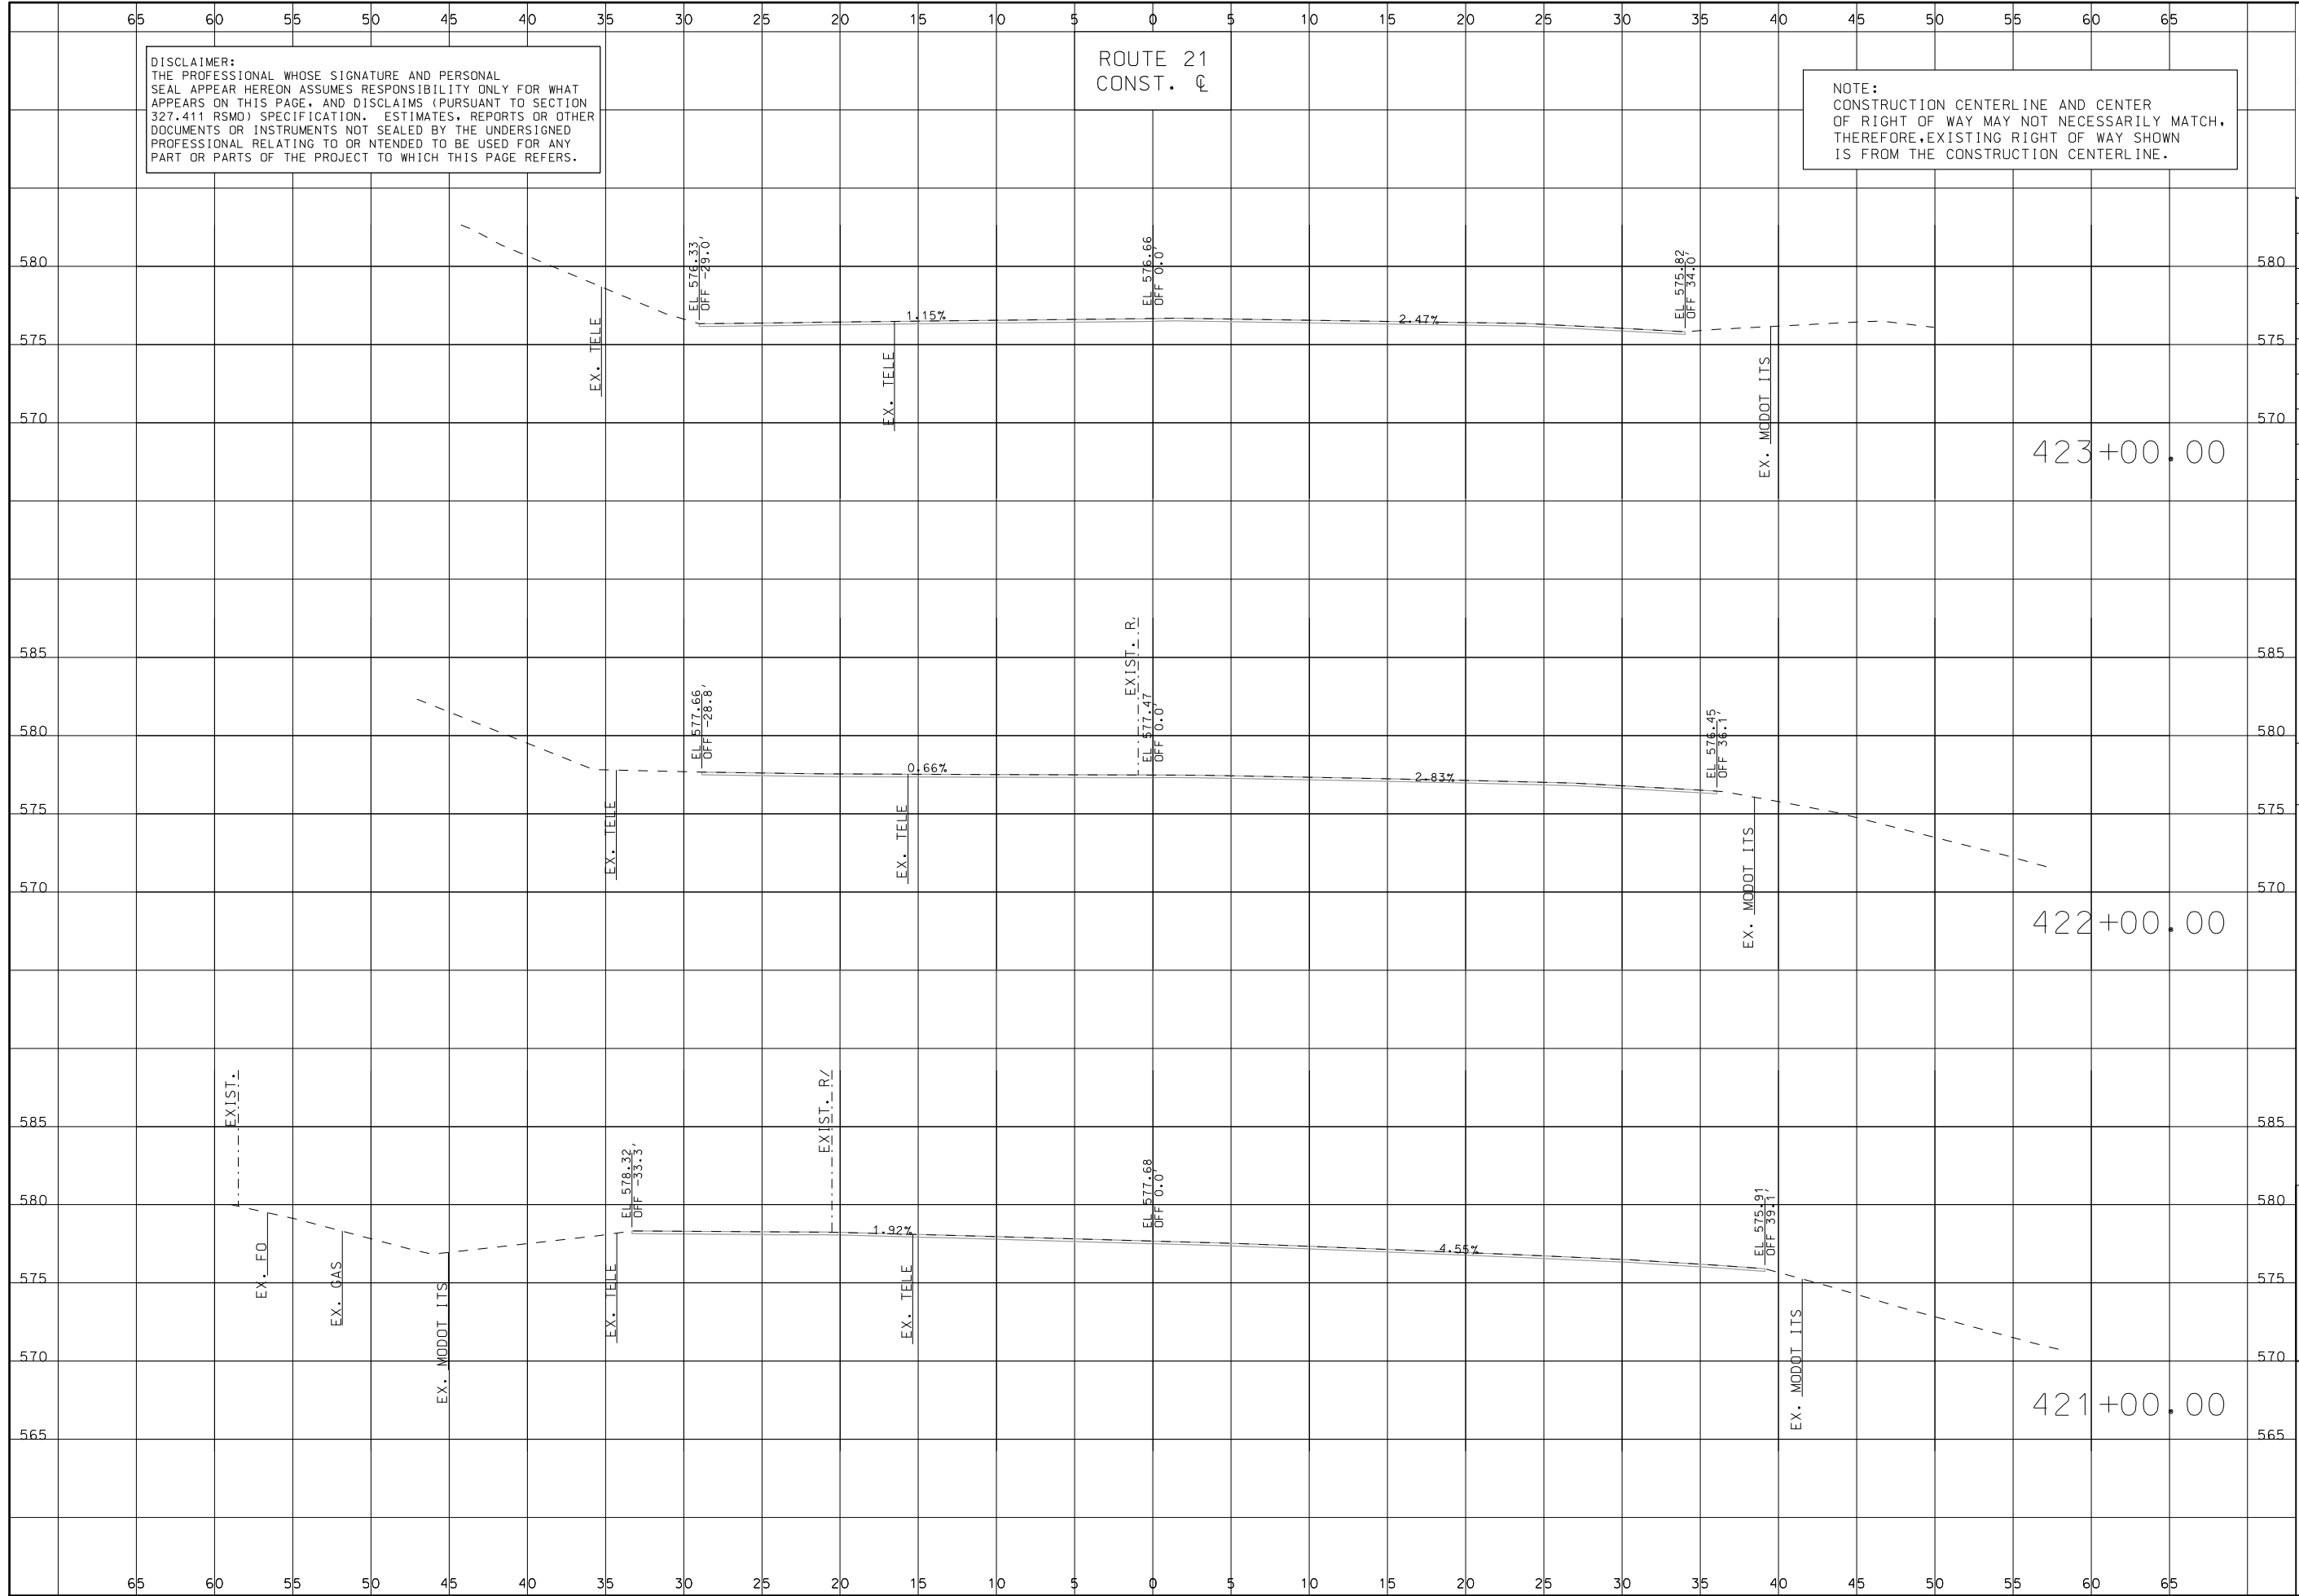 65 60 55 50 45 40 35 30 25 20 15 10 5 0 5 10 15 20 25 30 35 40 45 50 55 60 65
DISCLAIMER:
THE PROFESSIONAL WHOSE SIGNATURE AND PERSONAL
SEAL APPEAR HEREON ASSUMES RESPONSIBILITY ONLY FOR WHAT
APPEARS ON THIS PAGE, AND DISCLAIMS (PURSUANT TO SECTION
327.411 RSMO) SPECIFICATION. ESTIMATES, REPORTS OR OTHER
DOCUMENTS OR INSTRUMENTS NOT SEALED BY THE UNDERSIGNED
PROFESSIONAL RELATING TO OR NTENDED TO BE USED FOR ANY
PART OR PARTS OF THE PROJECT TO WHICH THIS PAGE REFERS.
ROUTE 21
CONST. ℄
NOTE:
CONSTRUCTION CENTERLINE AND CENTER
OF RIGHT OF WAY MAY NOT NECESSARILY MATCH,
THEREFORE,EXISTING RIGHT OF WAY SHOWN
IS FROM THE CONSTRUCTION CENTERLINE.
580
575
570
EX. TELE
EL 576.33
OFF -29.0'
EX. TELE
1.15%
EL 576.66
OFF 0.0'
2.47%
EL 575.82
OFF 34.0'
EX. MODOT ITS
580
575
570
423+00.00
585
580
575
570
EX. TELE
EL 577.66
OFF -28.8'
EX. TELE
0.66%
EXIST. R
EL 577.47
OFF 0.0'
2.83%
EL 576.45
OFF 36.1'
EX. MODOT ITS
585
580
575
570
422+00.00
585
580
575
570
565
EXIST.
EX. FO
EX. GAS
EX. MODOT ITS
EX. TELE
EL 578.32
OFF -33.3'
EXIST. R/
1.92%
EX. TELE
EL 577.68
OFF 0.0'
4.55%
EL 575.91
OFF 39.1'
EX. MODOT ITS
585
580
575
570
565
421+00.00
65 60 55 50 45 40 35 30 25 20 15 10 5 0 5 10 15 20 25 30 35 40 45 50 55 60 65